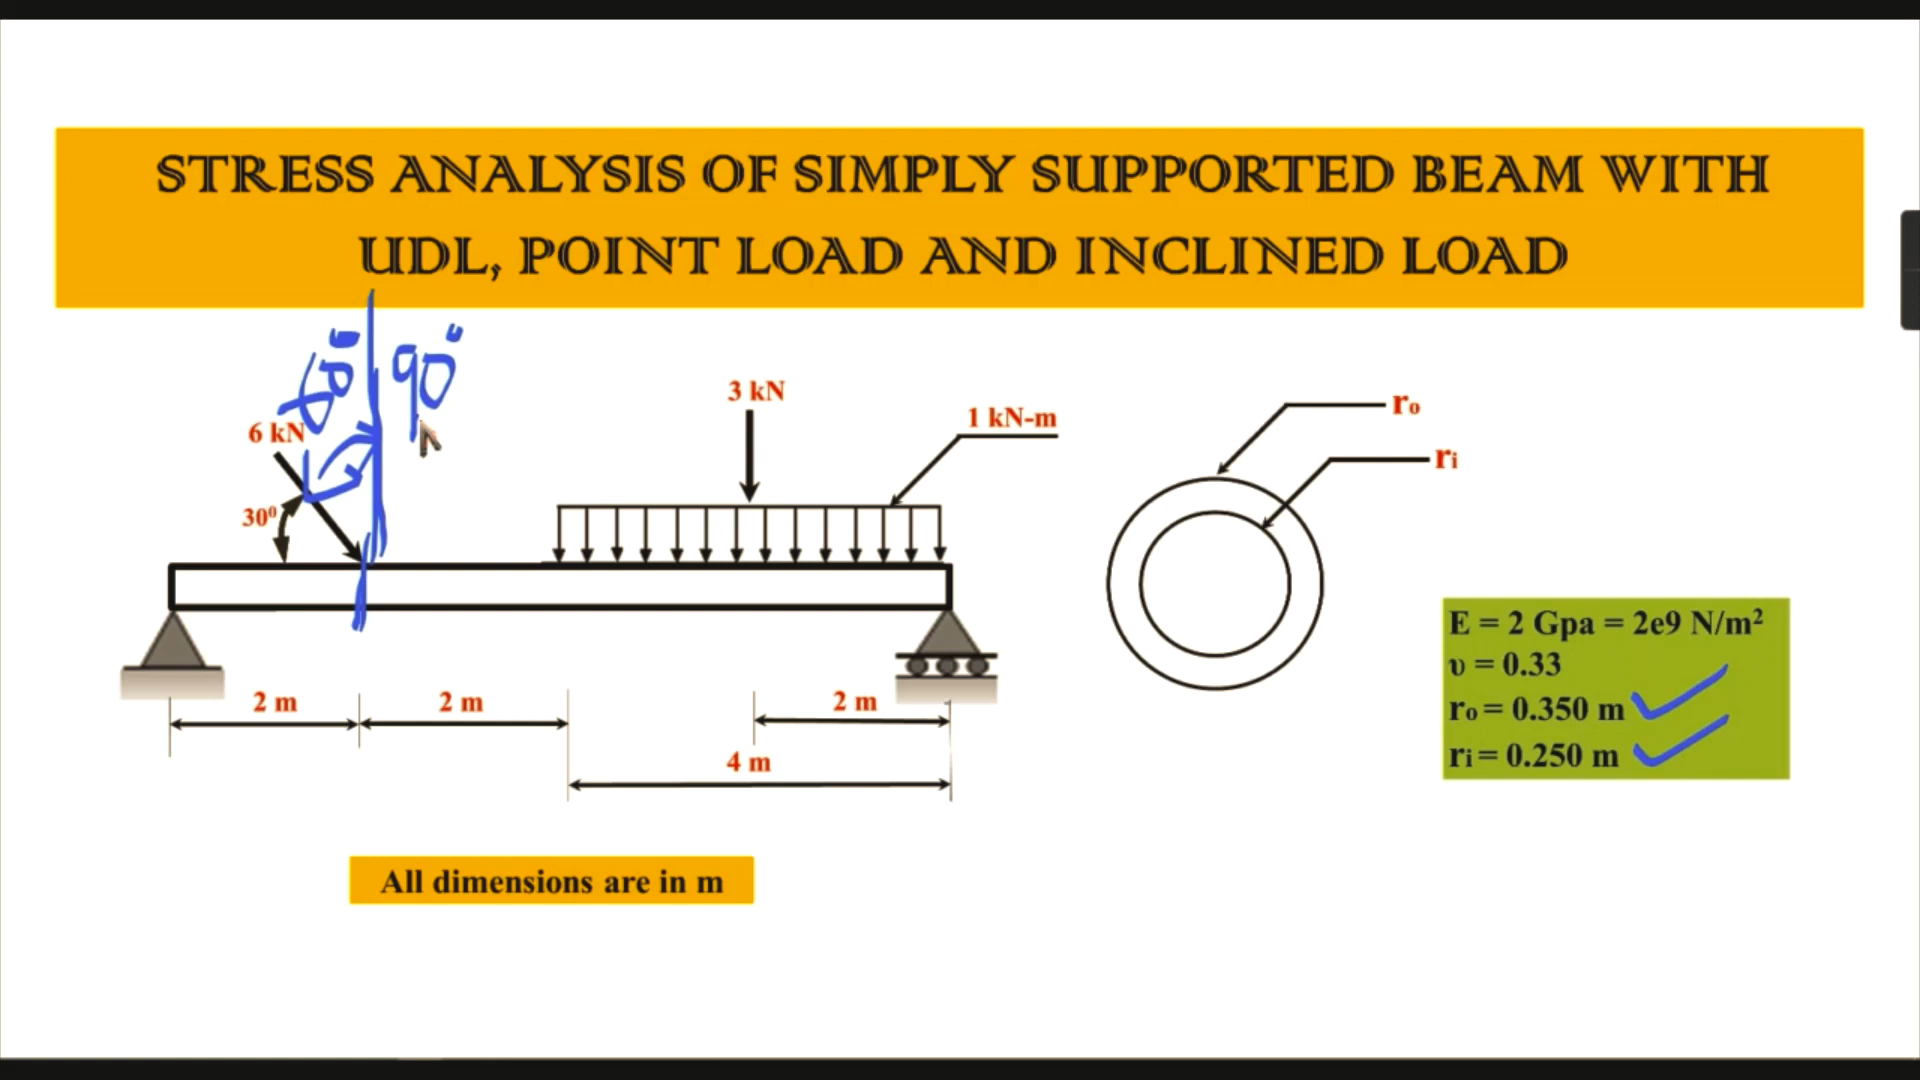 STRESS ANALYSIS OF SIMPLY SUPPORTED BEAM WITH
UDL, POINT LOAD AND INCLINED LOAD
60°
90°
6 kN
3 kN
1 kN-m
30⁰
2 m
2 m
2 m
4 m
ro
ri
E = 2 Gpa = 2e9 N/m²
υ = 0.33
ro = 0.350 m
ri = 0.250 m
All dimensions are in m